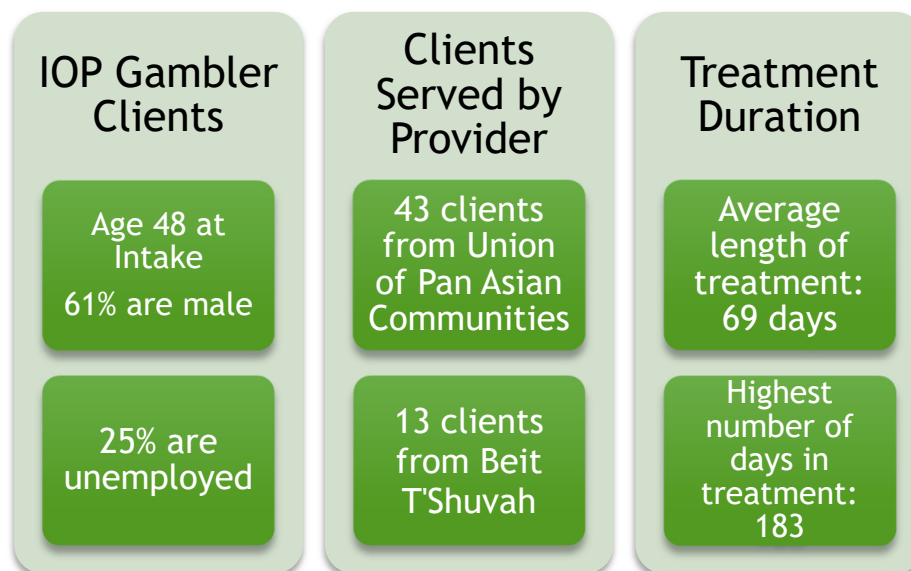 IOP Gambler
Clients
Age 48 at
Intake
61% are male
25% are
unemployed
Clients
Served by
Provider
43 clients
from Union
of Pan Asian
Communities
13 clients
from Beit
T'Shuvah
Treatment
Duration
Average
length of
treatment:
69 days
Highest
number of
days in
treatment:
183